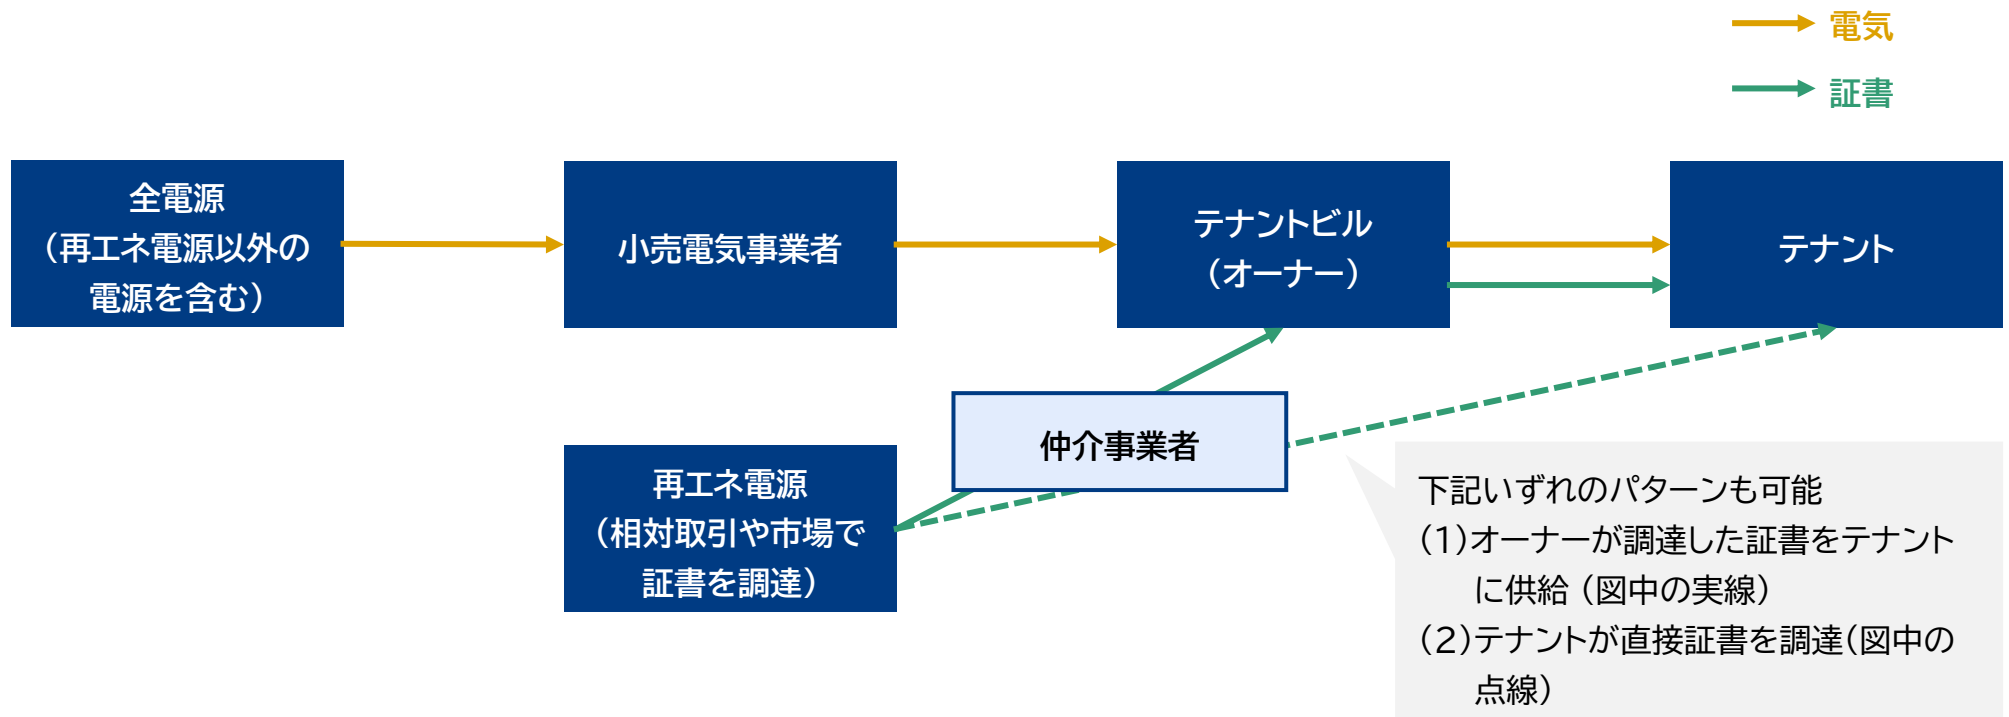 電気
証書
全電源
（再エネ電源以外の
電源を含む）
小売電気事業者
テナントビル
（オーナー）
テナント
仲介事業者
再エネ電源
（相対取引や市場で
証書を調達）
下記いずれのパターンも可能
（1）オーナーが調達した証書をテナント
に供給（図中の実線）
（2）テナントが直接証書を調達（図中の
点線）